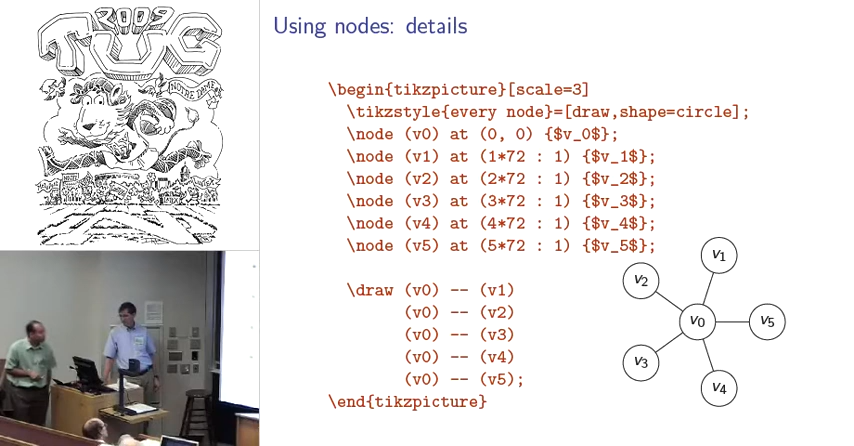 2009
TUG
NOTRE DAME
Using nodes: details
\begin{tikzpicture}[scale=3]
\tikzstyle{every node}=[draw,shape=circle];
\node (v0) at (0, 0) {$v_0$};
\node (v1) at (1*72 : 1) {$v_1$};
\node (v2) at (2*72 : 1) {$v_2$};
\node (v3) at (3*72 : 1) {$v_3$};
\node (v4) at (4*72 : 1) {$v_4$};
\node (v5) at (5*72 : 1) {$v_5$};
\draw (v0) -- (v1)
(v0) -- (v2)
(v0) -- (v3)
(v0) -- (v4)
(v0) -- (v5);
\end{tikzpicture}
v1
v2
v0
v5
v3
v4